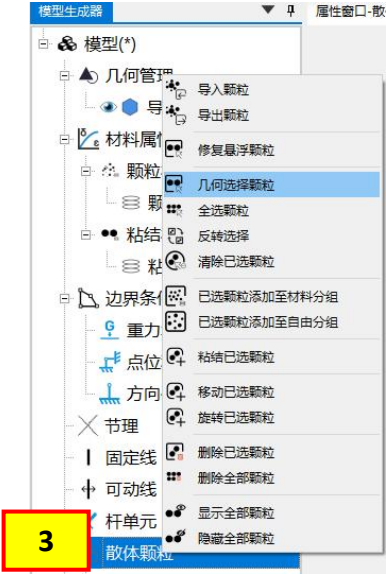 模型生成器
属性窗口-散
模型(*)
几何管理
导
材料属
颗粒
颗
粘结
粘
边界条件
重力
点位
方向
节理
固定线
可动线
杆单元
散体颗粒
导入颗粒
导出颗粒
修复悬浮颗粒
几何选择颗粒
全选颗粒
反转选择
清除已选颗粒
已选颗粒添加至材料分组
已选颗粒添加至自由分组
粘结已选颗粒
移动已选颗粒
旋转已选颗粒
删除已选颗粒
删除全部颗粒
显示全部颗粒
隐藏全部颗粒
3